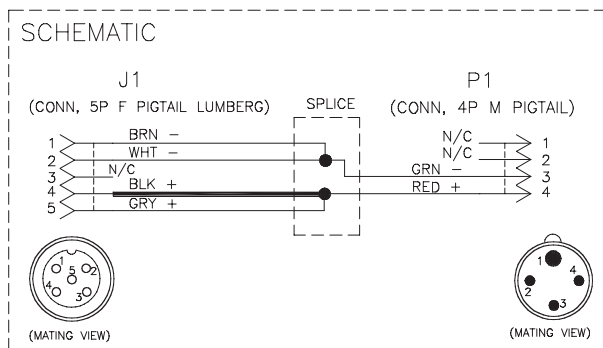 SCHEMATIC
J1
(CONN, 5P F PIGTAIL LUMBERG)
SPLICE
P1
(CONN, 4P M PIGTAIL)
1 BRN -
2 WHT -
3 N/C
4 BLK +
5 GRY +
N/C 1
N/C 2
GRN - 3
RED + 4
1
2
5
4
3
(MATING VIEW)
1
4
2
3
(MATING VIEW)